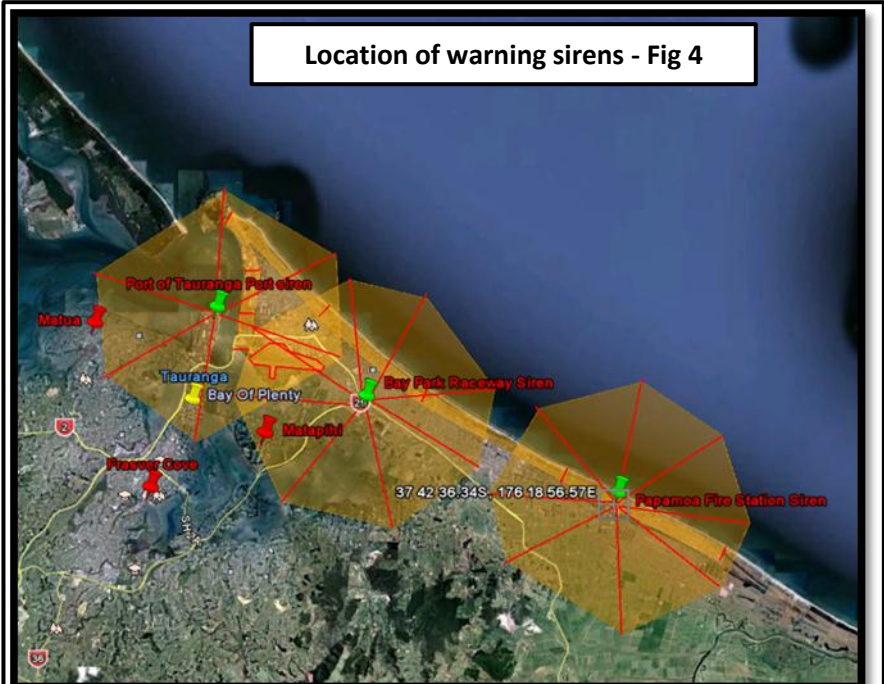 Location of warning sirens - Fig 4
Port of Tauranga Port siren
Matua
Tauranga
Bay Of Plenty
Bay Park Raceway Siren
29
2
Matapihi
Frasver Cove
37 42 36.34S, 176 18 56.57E
Papamoa Fire Station Siren
36